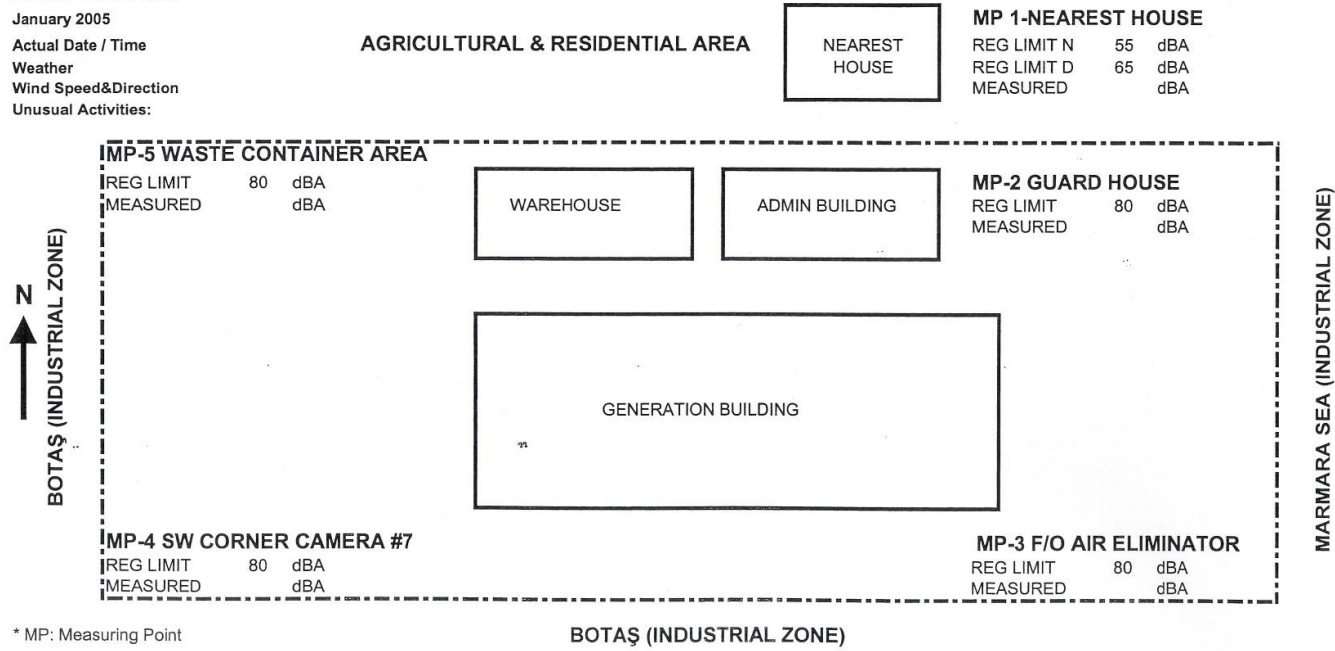 January 2005
Actual Date / Time
Weather
Wind Speed&Direction
Unusual Activities:
AGRICULTURAL & RESIDENTIAL AREA
NEAREST
HOUSE
MP 1-NEAREST HOUSE
REG LIMIT N 55 dBA
REG LIMIT D 65 dBA
MEASURED dBA
MP-5 WASTE CONTAINER AREA
REG LIMIT 80 dBA
MEASURED dBA
WAREHOUSE
ADMIN BUILDING
MP-2 GUARD HOUSE
REG LIMIT 80 dBA
MEASURED dBA
N
BOTAŞ (INDUSTRIAL ZONE)
MARMARA SEA (INDUSTRIAL ZONE)
GENERATION BUILDING
MP-4 SW CORNER CAMERA #7
REG LIMIT 80 dBA
MEASURED dBA
MP-3 F/O AIR ELIMINATOR
REG LIMIT 80 dBA
MEASURED dBA
* MP: Measuring Point
BOTAŞ (INDUSTRIAL ZONE)